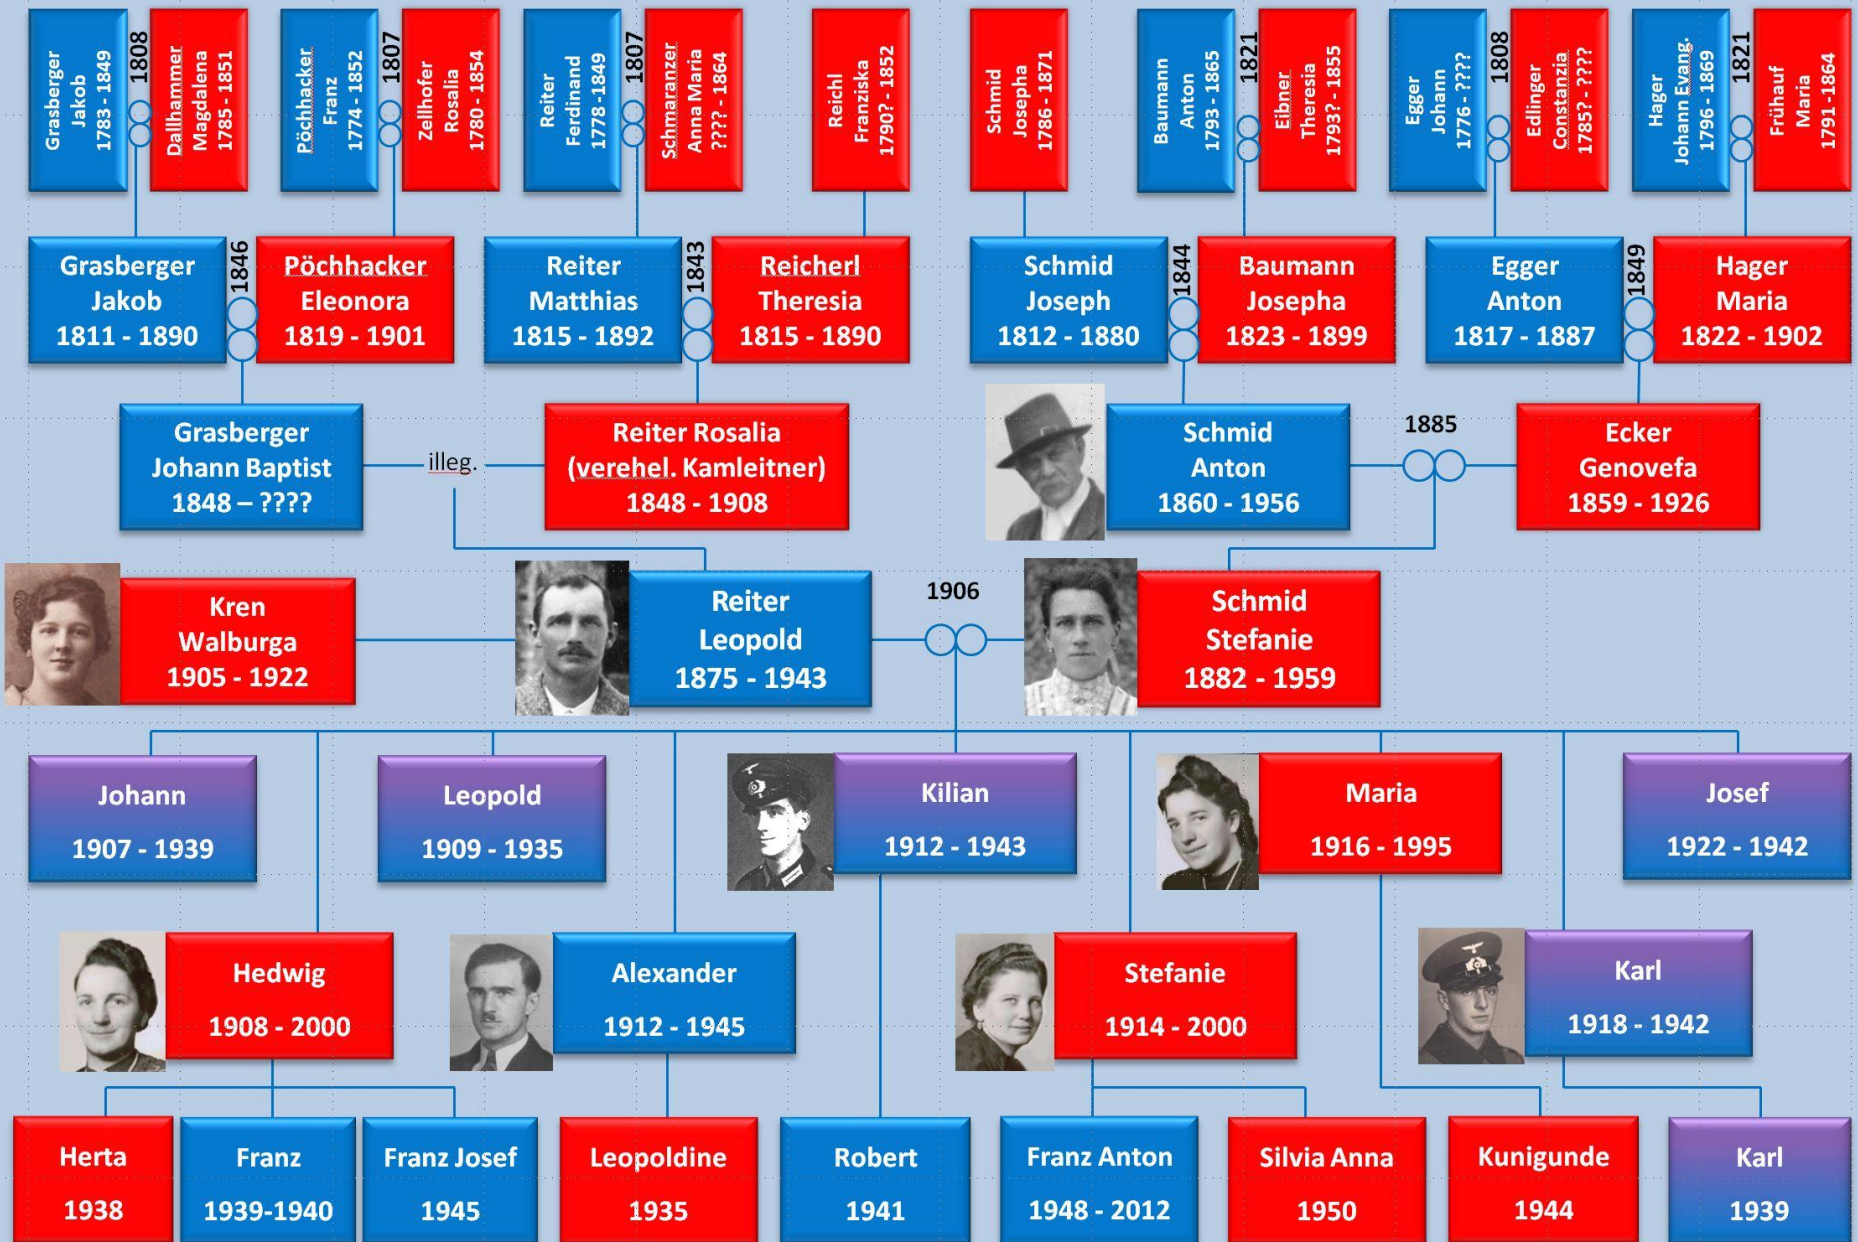 Grasberger
Jakob
1783 - 1849
1808
Dallhammer
Magdalena
1785 - 1851
Pöchhacker
Franz
1774 - 1852
1807
Zellhofer
Rosalia
1780 - 1854
Reiter
Ferdinand
1778 -1849
1807
Schmaranzer
Anna Maria
???? - 1864
Reichl
Franziska
1790? - 1852
Schmid
Josepha
1786 - 1871
Baumann
Anton
1793 - 1865
1821
Eibner
Theresia
1793? - 1855
Egger
Johann
1776 - ????
1808
Edlinger
Constanzia
1785? - ????
Hager
Johann Evang.
1796 - 1869
1821
Frühauf
Maria
1791 -1864
Grasberger
Jakob
1811 - 1890
1846
Pöchhacker
Eleonora
1819 - 1901
Reiter
Matthias
1815 - 1892
1843
Reicherl
Theresia
1815 - 1890
Schmid
Joseph
1812 - 1880
1844
Baumann
Josepha
1823 - 1899
Egger
Anton
1817 - 1887
1849
Hager
Maria
1822 - 1902
Grasberger
Johann Baptist
1848 – ????
illeg.
Reiter Rosalia
(verehel. Kamleitner)
1848 - 1908
Schmid
Anton
1860 - 1956
1885
Ecker
Genovefa
1859 - 1926
Kren
Walburga
1905 - 1922
Reiter
Leopold
1875 - 1943
1906
Schmid
Stefanie
1882 - 1959
Johann
1907 - 1939
Leopold
1909 - 1935
Kilian
1912 - 1943
Maria
1916 - 1995
Josef
1922 - 1942
Hedwig
1908 - 2000
Alexander
1912 - 1945
Stefanie
1914 - 2000
Karl
1918 - 1942
Herta
1938
Franz
1939-1940
Franz Josef
1945
Leopoldine
1935
Robert
1941
Franz Anton
1948 - 2012
Silvia Anna
1950
Kunigunde
1944
Karl
1939